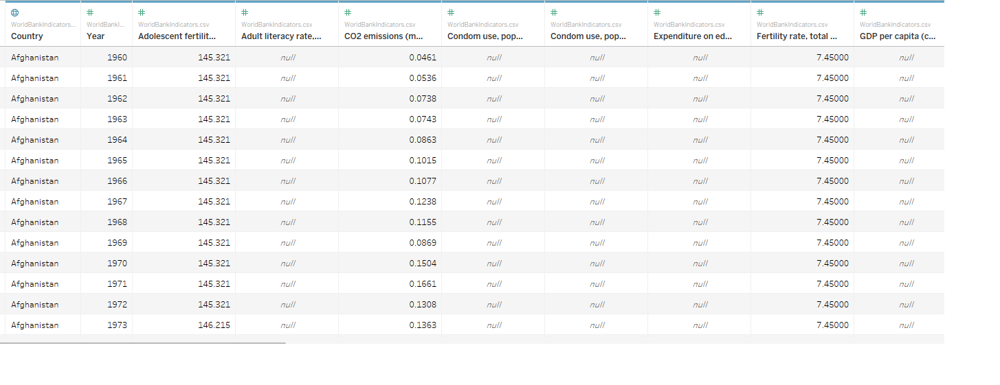 WorldBankIndicators... WorldBankI... WorldBankIndicators.csv WorldBankIndicators.csv WorldBankIndicators.csv WorldBankIndicators.csv WorldBankIndicators.csv WorldBankIndicators.csv WorldBankIndicators.csv WorldBankIndicators.csv
Country Year Adolescent fertilit... Adult literacy rate,... CO2 emissions (m... Condom use, pop... Condom use, pop... Expenditure on ed... Fertility rate, total ... GDP per capita (c...
Afghanistan 1960 145.321 null 0.0461 null null null 7.45000 null
Afghanistan 1961 145.321 null 0.0536 null null null 7.45000 null
Afghanistan 1962 145.321 null 0.0738 null null null 7.45000 null
Afghanistan 1963 145.321 null 0.0743 null null null 7.45000 null
Afghanistan 1964 145.321 null 0.0863 null null null 7.45000 null
Afghanistan 1965 145.321 null 0.1015 null null null 7.45000 null
Afghanistan 1966 145.321 null 0.1077 null null null 7.45000 null
Afghanistan 1967 145.321 null 0.1238 null null null 7.45000 null
Afghanistan 1968 145.321 null 0.1155 null null null 7.45000 null
Afghanistan 1969 145.321 null 0.0869 null null null 7.45000 null
Afghanistan 1970 145.321 null 0.1504 null null null 7.45000 null
Afghanistan 1971 145.321 null 0.1661 null null null 7.45000 null
Afghanistan 1972 145.321 null 0.1308 null null null 7.45000 null
Afghanistan 1973 146.215 null 0.1363 null null null 7.45000 null